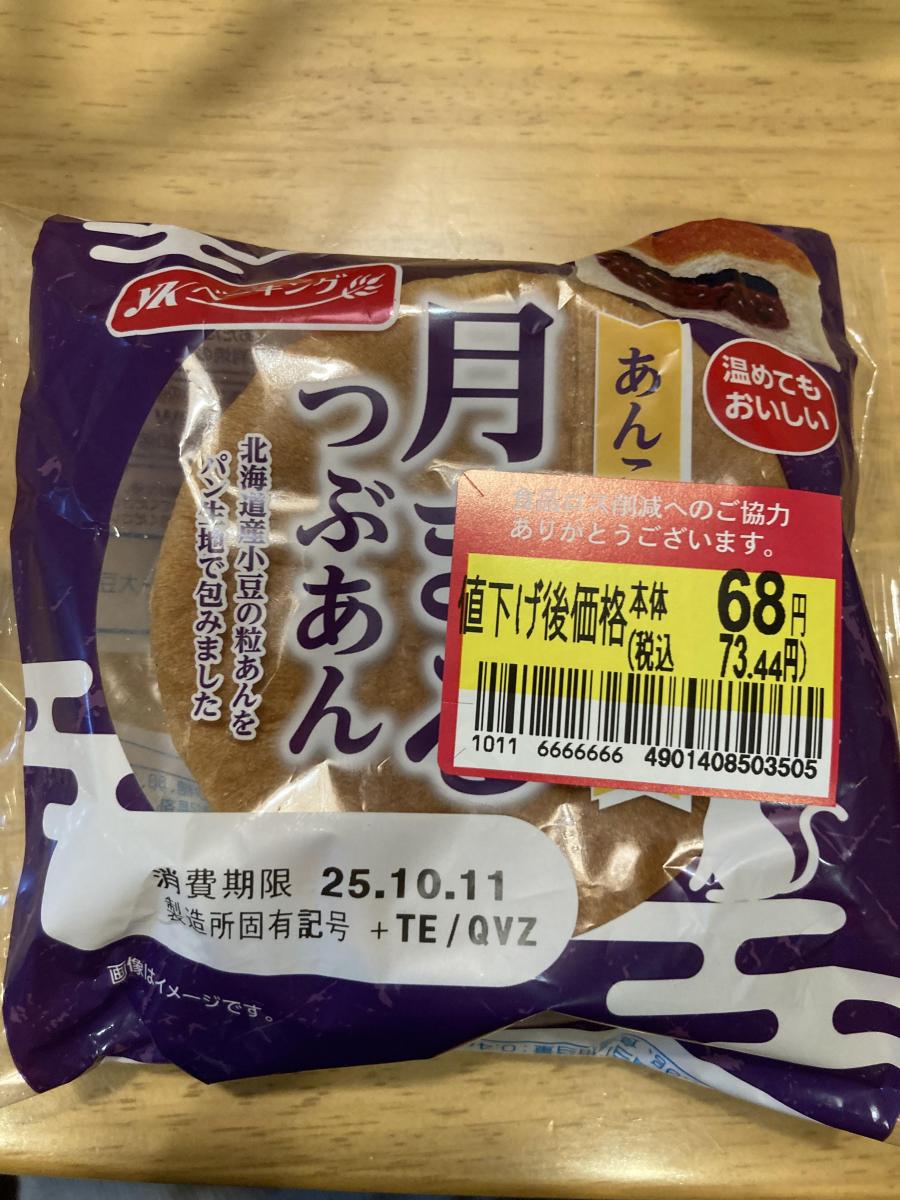 YK ベーキング
月
つぶあん
北海道産小豆の粒あんを
パン生地で包みました
あん
温めても
おいしい
食品ロス削減へのご協力
ありがとうございます。
値下げ後価格 本体 68円
(税込 73.44円)
1011 6666666 4901408503505
消費期限 25.10.11
製造所固有記号 +TE/QVZ
画像はイメージです。